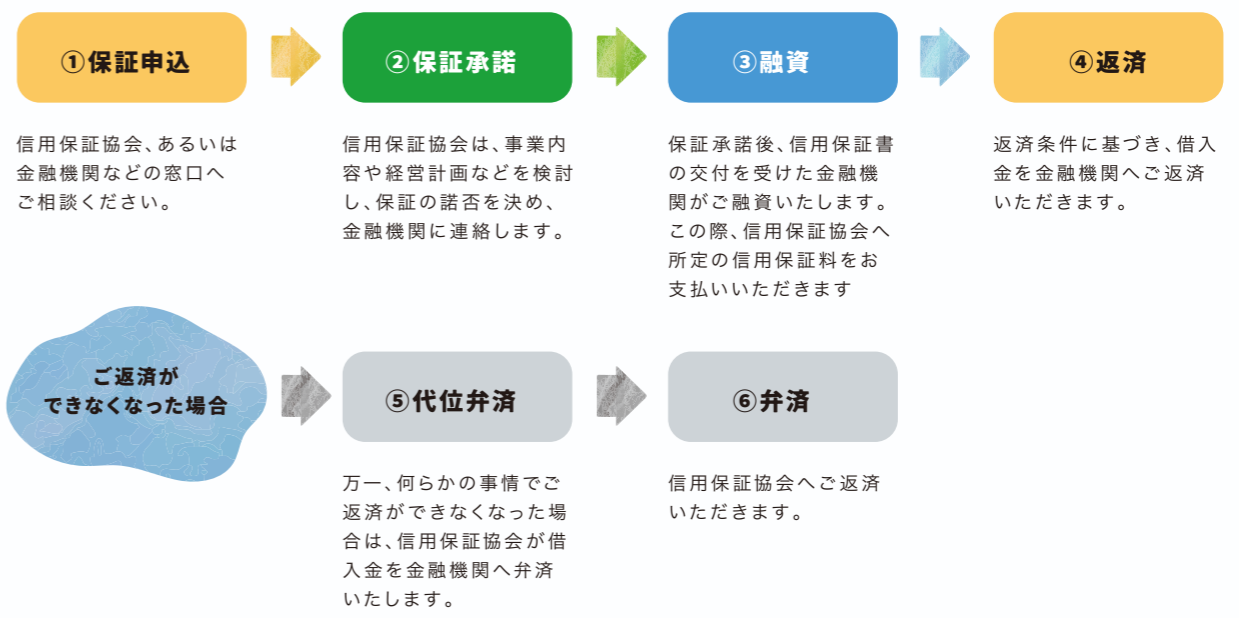 ①保証申込
信用保証協会、あるいは
金融機関などの窓口へ
ご相談ください。
②保証承諾
信用保証協会は、事業内
容や経営計画などを検討
し、保証の諾否を決め、
金融機関に連絡します。
③融資
保証承諾後、信用保証書
の交付を受けた金融機
関がご融資いたします。
この際、信用保証協会へ
所定の信用保証料をお
支払いいただきます
④返済
返済条件に基づき、借入
金を金融機関へご返済
いただきます。
ご返済が
できなくなった場合
⑤代位弁済
万一、何らかの事情でご
返済ができなくなった場
合は、信用保証協会が借
入金を金融機関へ弁済
いたします。
⑥弁済
信用保証協会へご返済
いただきます。